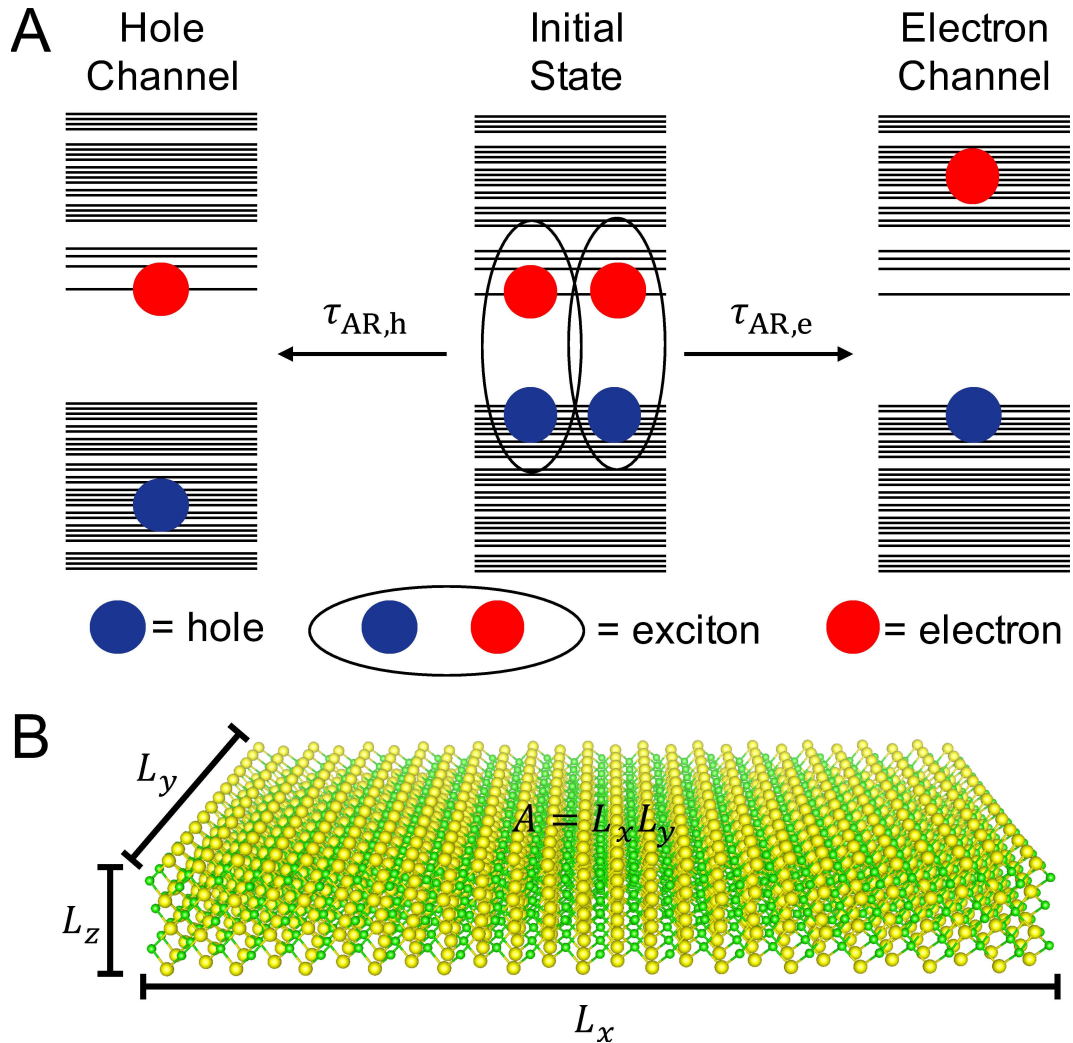 A
Hole
Channel
Initial
State
Electron
Channel
τAR,h
τAR,e
= hole
= exciton
= electron
B
Ly
A = LxLy
Lz
Lx